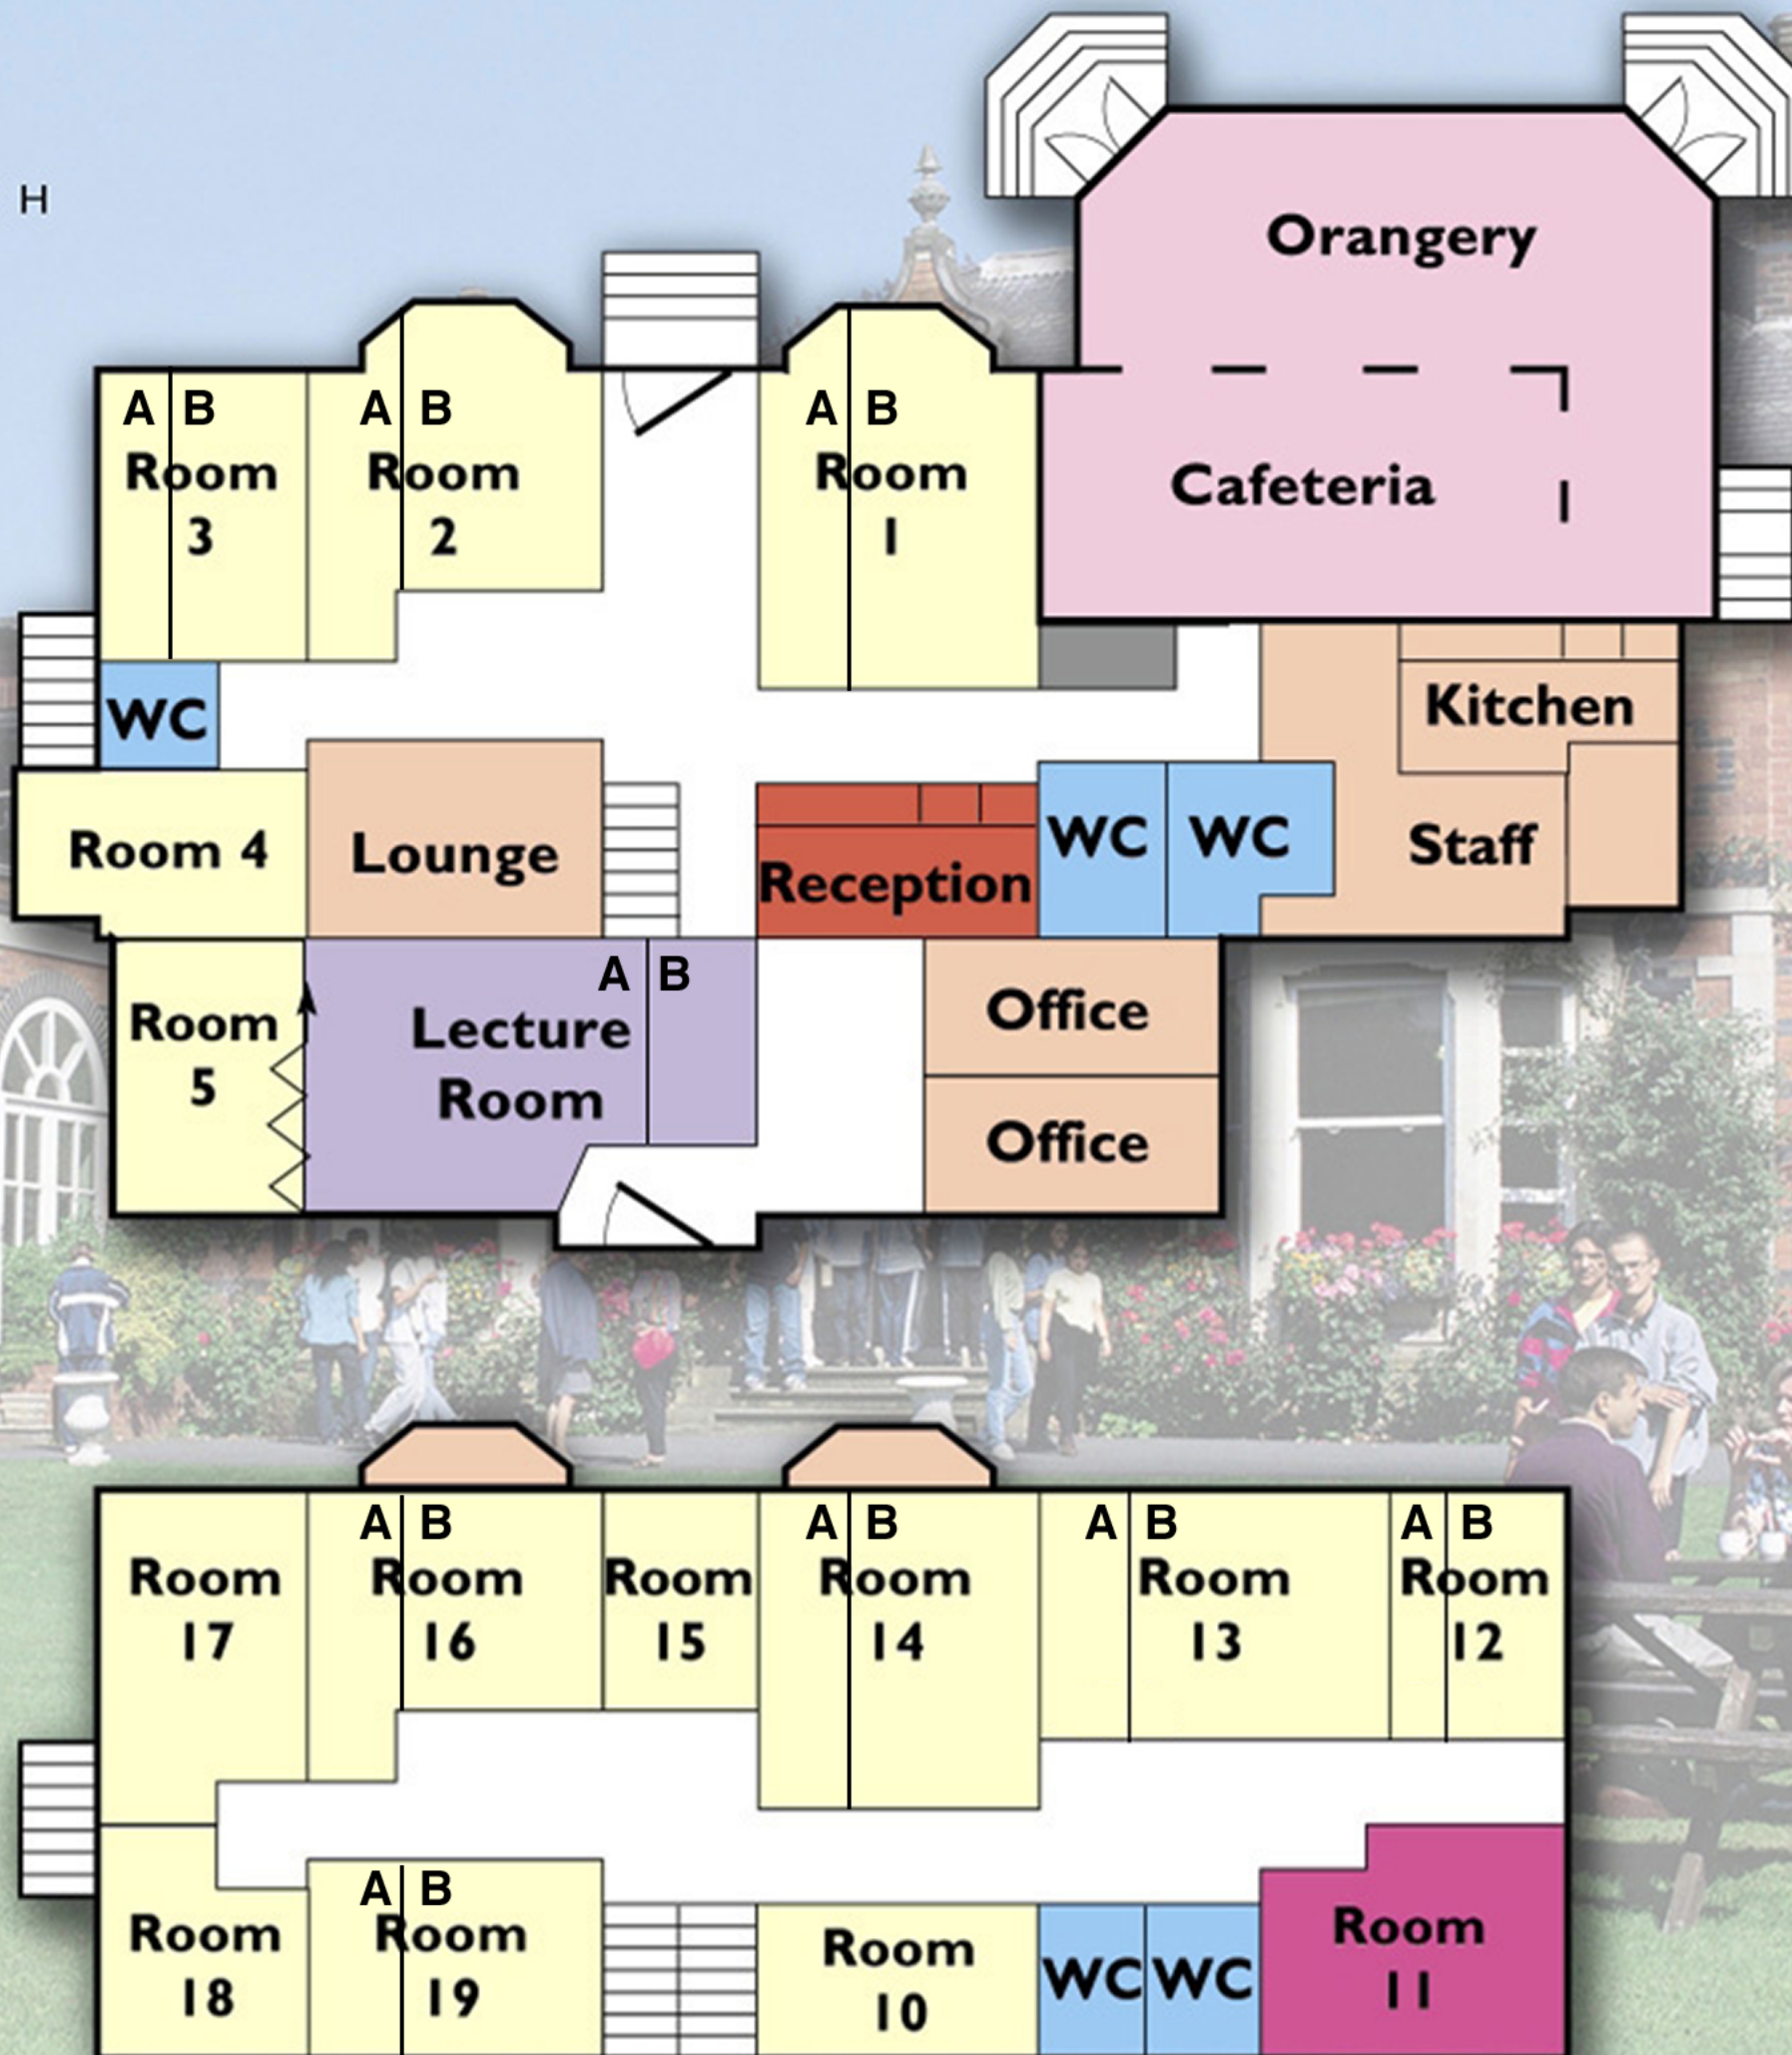 Orangery
H
A B
Room
3
A B
Room
2
A B
Room
1
Cafeteria
WC
Kitchen
Room 4
Lounge
Reception
WC
WC
Staff
Room
5
A B
Lecture
Room
Office
Office
Room
17
A B
Room
16
Room
15
A B
Room
14
A B
Room
13
A B
Room
12
Room
18
A B
Room
19
Room
10
WC
WC
Room
11